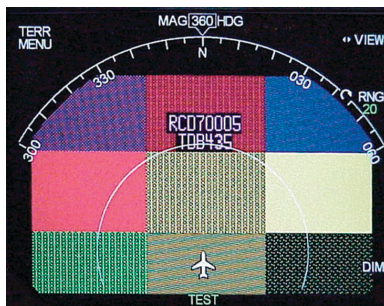 MAG 360 HDG
TERR
MENU
‹› VIEW
N
330
030
RNG
20
300
060
RCD70005
TDB435
DIM
TEST